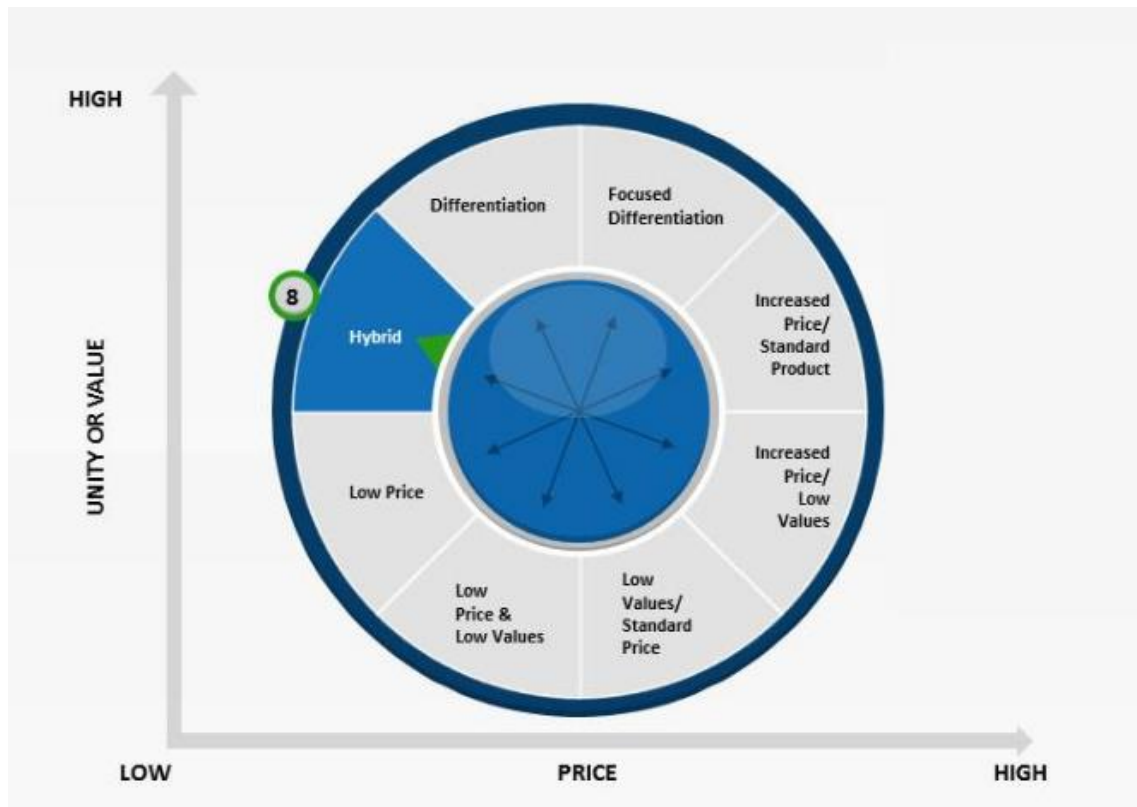 HIGH
Differentiation
Focused
Differentiation
8
Hybrid
Increased
Price/
Standard
Product
UNITY OR VALUE
Low Price
Increased
Price/
Low
Values
Low
Price &
Low Values
Low
Values/
Standard
Price
LOW
PRICE
HIGH